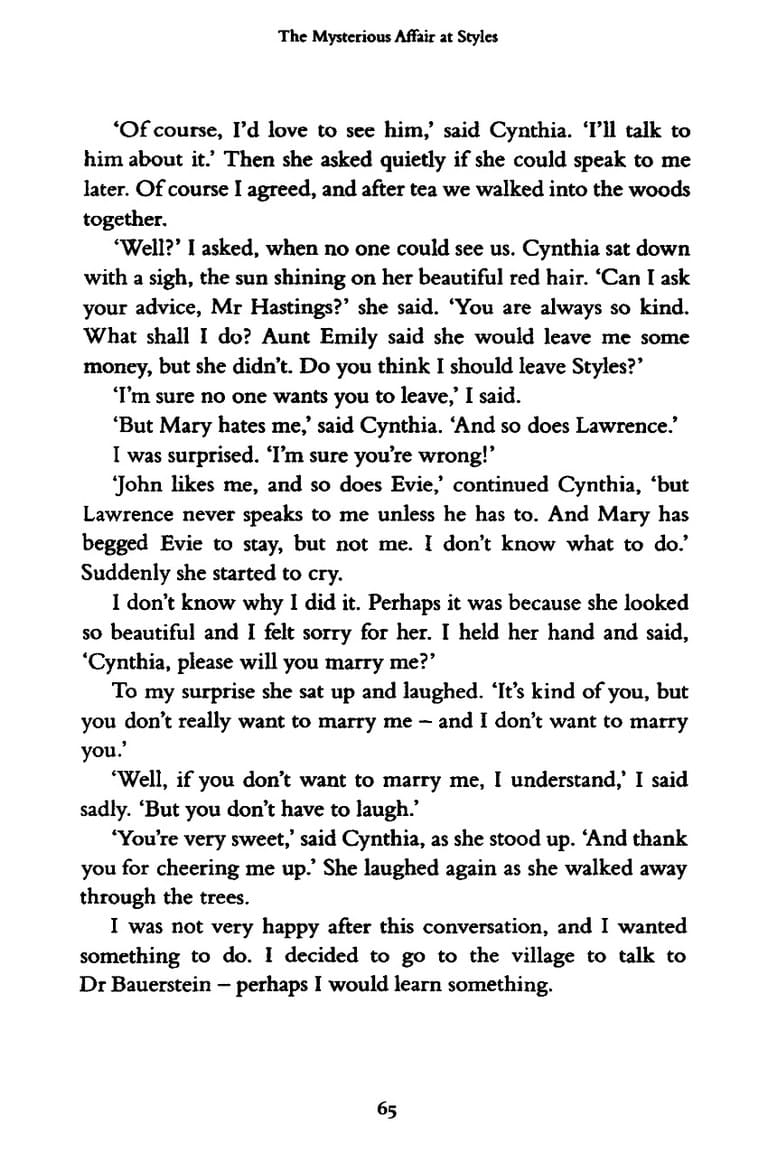 The Mysterious Affair at Styles
‘Of course, I’d love to see him,’ said Cynthia. ‘I’ll talk to
him about it.’ Then she asked quietly if she could speak to me
later. Of course I agreed, and after tea we walked into the woods
together.
‘Well?’ I asked, when no one could see us. Cynthia sat down
with a sigh, the sun shining on her beautiful red hair. ‘Can I ask
your advice, Mr Hastings?’ she said. ‘You are always so kind.
What shall I do? Aunt Emily said she would leave me some
money, but she didn’t. Do you think I should leave Styles?’
‘I’m sure no one wants you to leave,’ I said.
‘But Mary hates me,’ said Cynthia. ‘And so does Lawrence.’
I was surprised. ‘I’m sure you’re wrong!’
‘John likes me, and so does Evie,’ continued Cynthia, ‘but
Lawrence never speaks to me unless he has to. And Mary has
begged Evie to stay, but not me. I don’t know what to do.’
Suddenly she started to cry.
I don’t know why I did it. Perhaps it was because she looked
so beautiful and I felt sorry for her. I held her hand and said,
‘Cynthia, please will you marry me?’
To my surprise she sat up and laughed. ‘It’s kind of you, but
you don’t really want to marry me – and I don’t want to marry
you.’
‘Well, if you don’t want to marry me, I understand,’ I said
sadly. ‘But you don’t have to laugh.’
‘You’re very sweet,’ said Cynthia, as she stood up. ‘And thank
you for cheering me up.’ She laughed again as she walked away
through the trees.
I was not very happy after this conversation, and I wanted
something to do. I decided to go to the village to talk to
Dr Bauerstein – perhaps I would learn something.
65